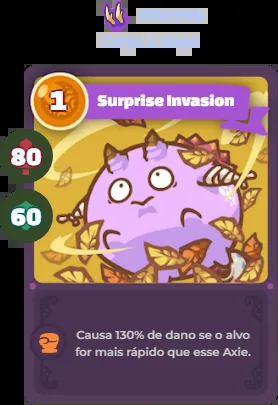 1
Surprise Invasion
80
60
Causa 130% de dano se o alvo
for mais rápido que esse Axie.